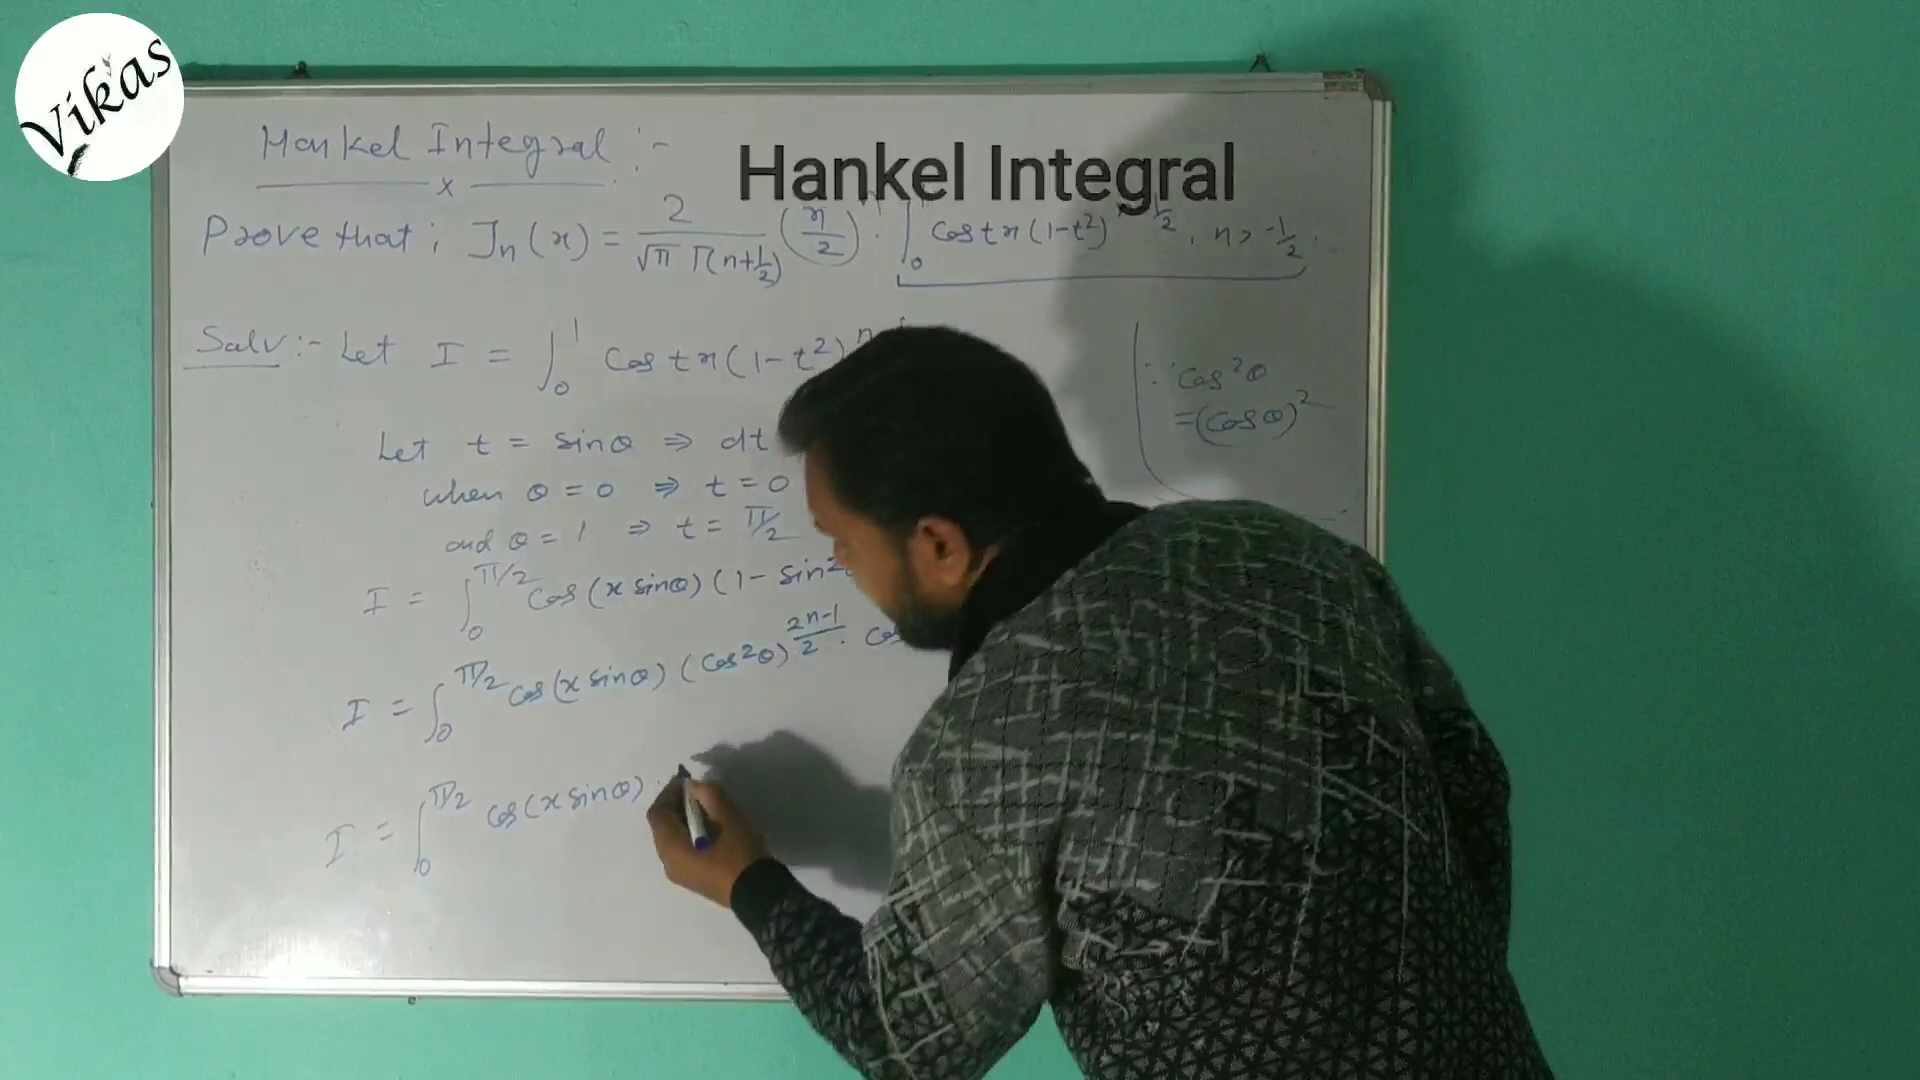 Vikas
Hankel Integral
Hankel Integral :-
x
Prove that ; Jₙ(x) = 2/(√π Γ(n+1/2)) (x/2)ⁿ . ∫₀ Cos tx (1-t²) 1/2 , n > -1/2 .
Solv :- Let I = ∫₀¹ Cos tx (1-t²)ⁿ
∵ Cos²θ
= (Cosθ)²
Let t = sinθ ⇒ dt
when θ = 0 ⇒ t = 0
and θ = 1 ⇒ t = π/2
I = ∫₀^π/2 Cos (x sinθ) (1 - sin²
I = ∫₀^π/2 Cos (x sinθ) (Cos²θ)^(2n-1)/2 . Cos
I = ∫₀^π/2 Cos (x sinθ) .